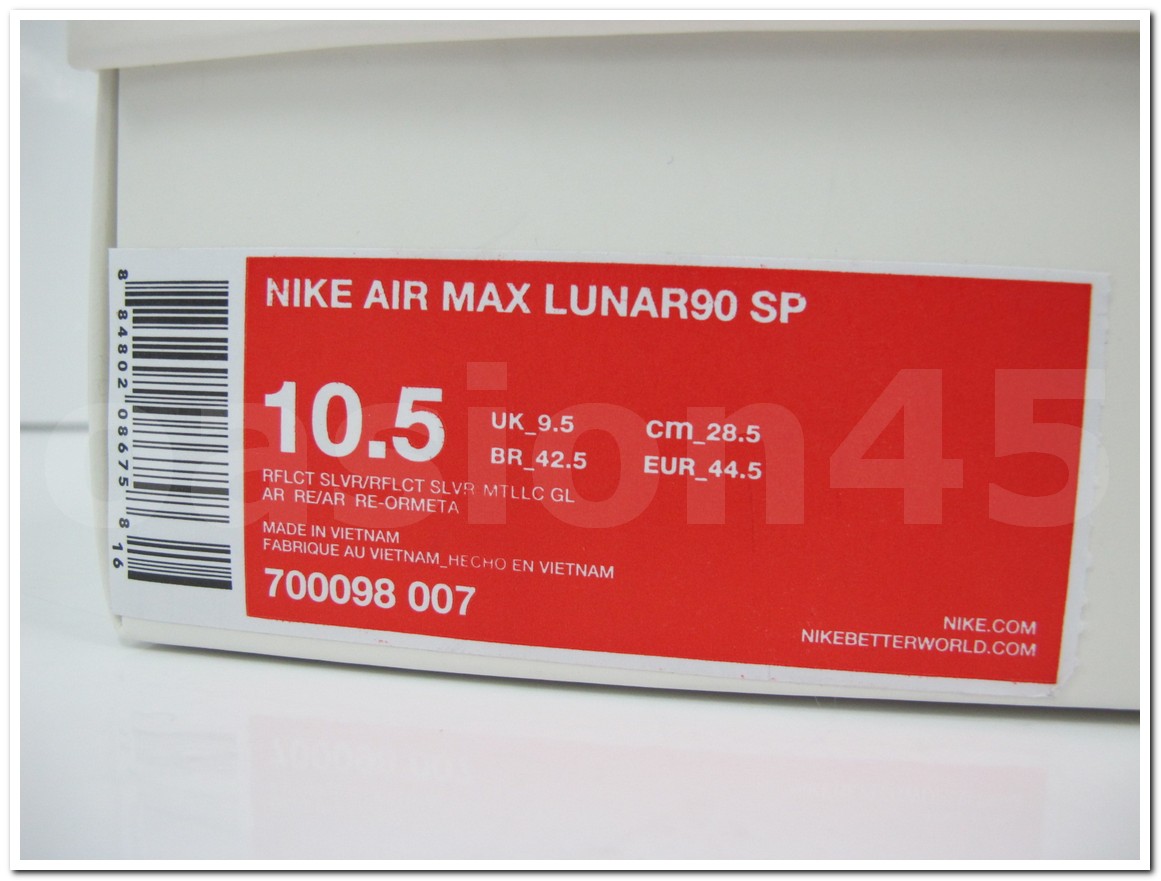 NIKE AIR MAX LUNAR90 SP
10.5
UK_9.5 cm_28.5
BR_42.5 EUR_44.5
RFLCT SLVR/RFLCT SLVR MTLLC GL
AR RE/AR RE-ORMETA
MADE IN VIETNAM
FABRIQUE AU VIETNAM_HECHO EN VIETNAM
700098 007
NIKE.COM
NIKEBETTERWORLD.COM
8 84802 08675 8 16
oasion45